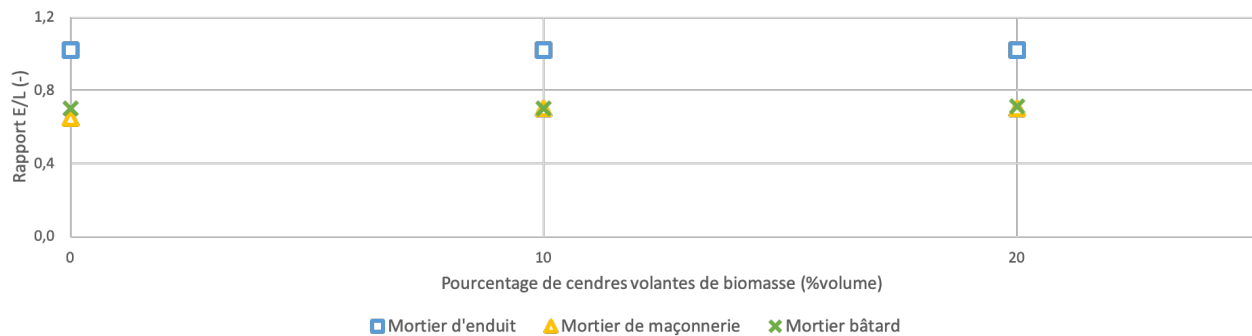 1,2
0,8
0,4
0,0
Rapport E/L (-)
0
10
20
Pourcentage de cendres volantes de biomasse (%volume)
Mortier d'enduit
Mortier de maçonnerie
Mortier bâtard